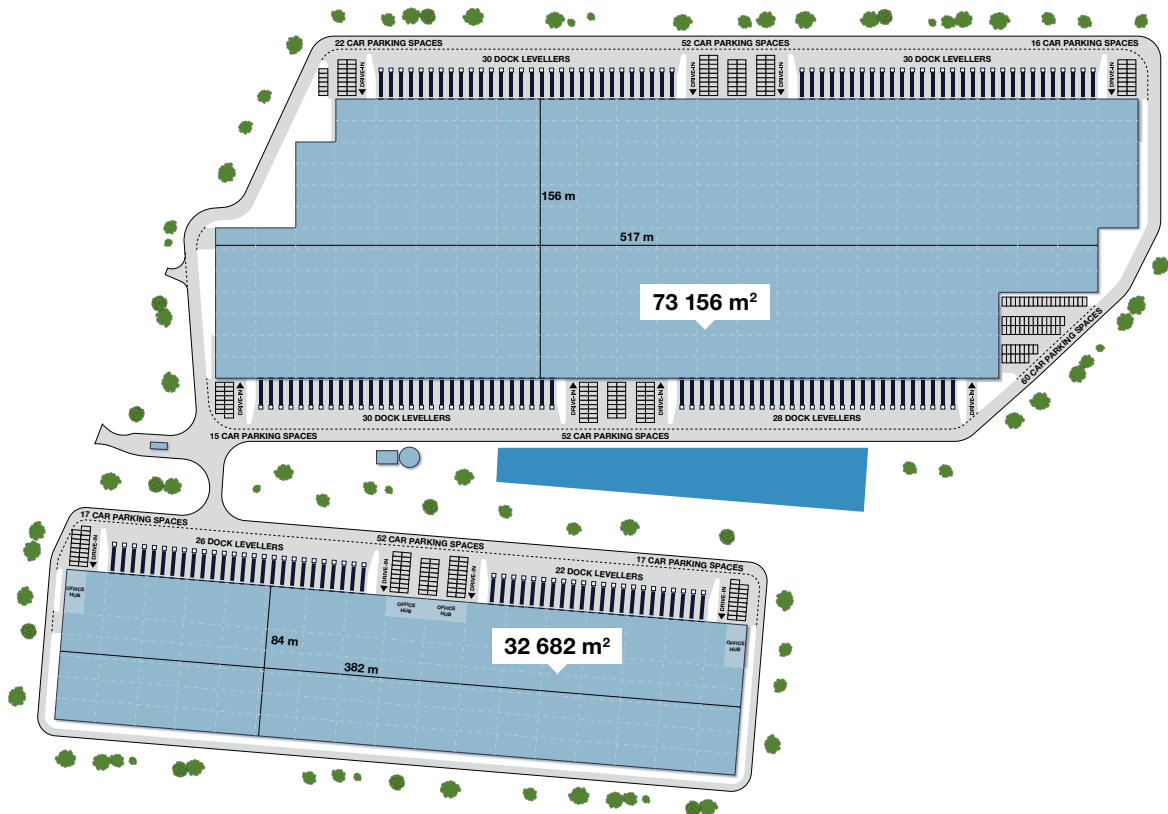 22 CAR PARKING SPACES
52 CAR PARKING SPACES
16 CAR PARKING SPACES
30 DOCK LEVELLERS
30 DOCK LEVELLERS
DRIVE-IN
DRIVE-IN
DRIVE-IN
DRIVE-IN
156 m
517 m
73 156 m²
60 CAR PARKING SPACES
DRIVE-IN
DRIVE-IN
DRIVE-IN
DRIVE-IN
30 DOCK LEVELLERS
28 DOCK LEVELLERS
15 CAR PARKING SPACES
52 CAR PARKING SPACES
17 CAR PARKING SPACES
26 DOCK LEVELLERS
52 CAR PARKING SPACES
17 CAR PARKING SPACES
22 DOCK LEVELLERS
DRIVE-IN
DRIVE-IN
DRIVE-IN
DRIVE-IN
OFFICE
HUB
OFFICE
HUB
OFFICE
HUB
OFFICE
HUB
84 m
382 m
32 682 m²